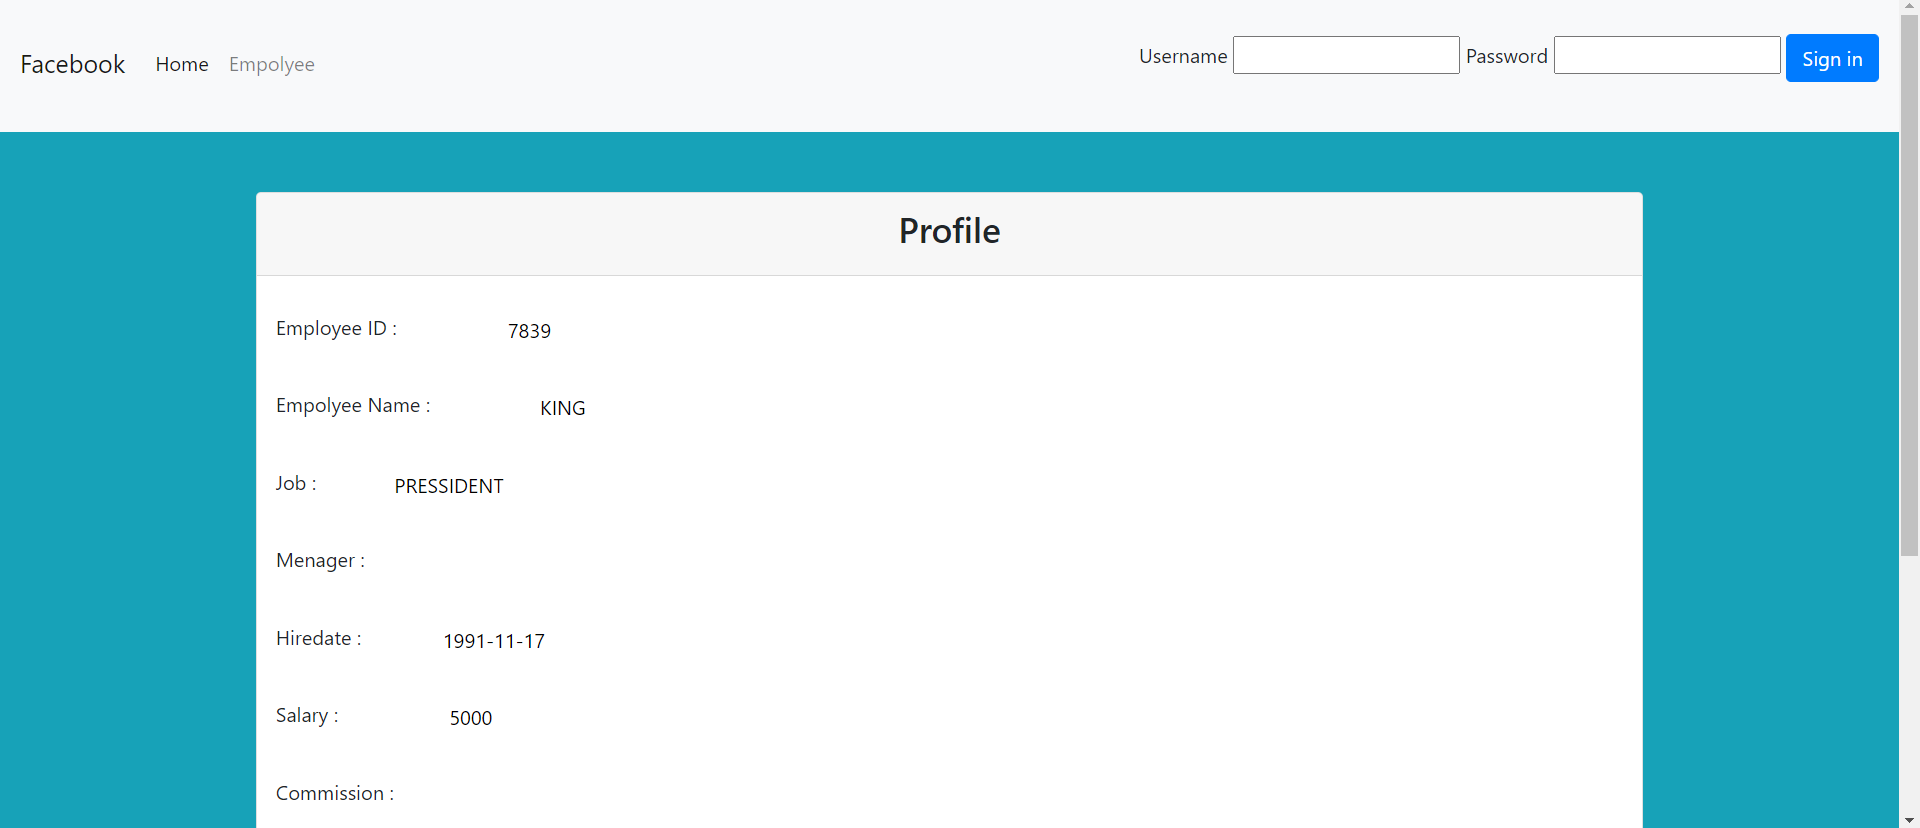 Facebook Home Empolyee Username Password Sign in
Profile
Employee ID : 7839
Empolyee Name : KING
Job : PRESSIDENT
Menager :
Hiredate : 1991-11-17
Salary : 5000
Commission :